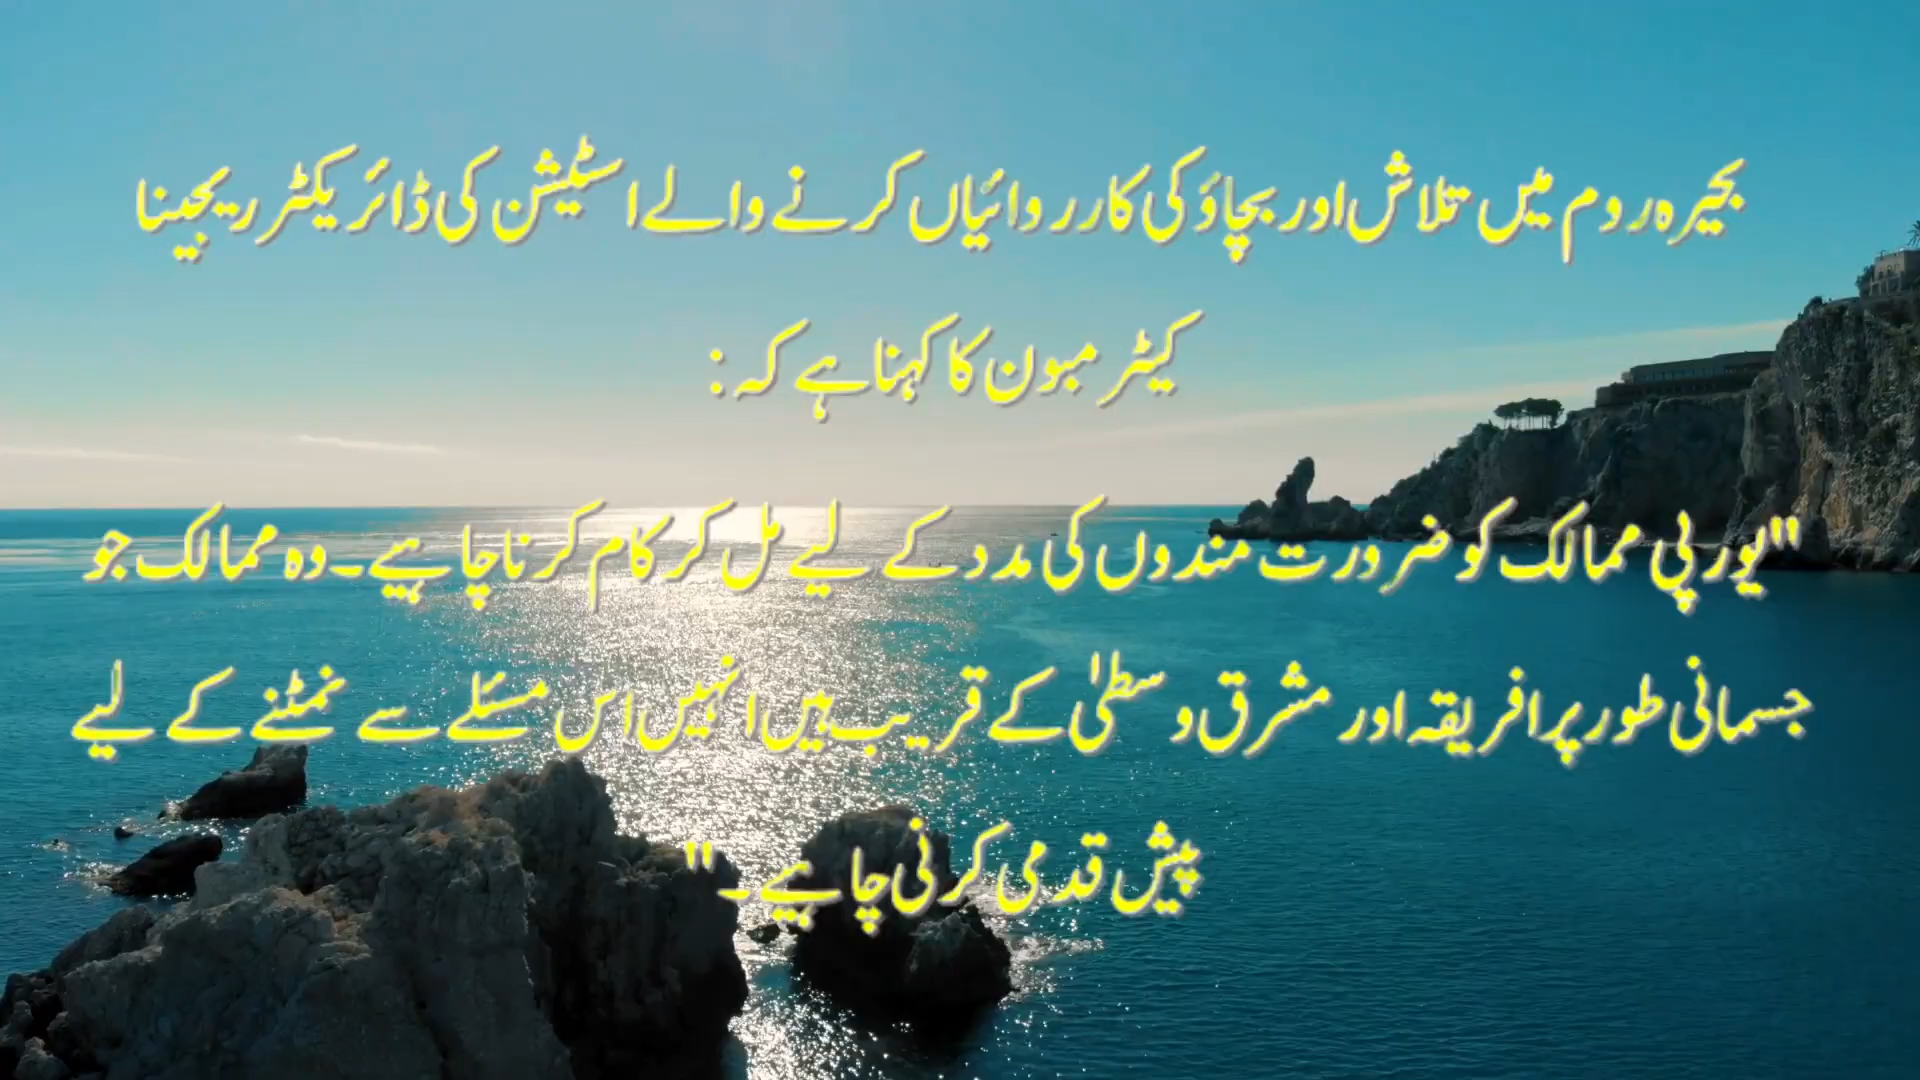 بحیرہ روم میں تلاش اور بچاؤ کی کارروائیاں کرنے والے اسٹیشن کی ڈائریکٹر ریجینا
کیٹرمبون کا کہنا ہے کہ :
"یورپی ممالک کو ضرورت مندوں کی مدد کے لیے مل کر کام کرنا چاہیے۔ وہ ممالک جو
جسمانی طور پر افریقہ اور مشرق وسطیٰ کے قریب ہیں انہیں اس مسئلے سے نمٹنے کے لیے
پیش قدمی کرنی چاہیے۔"